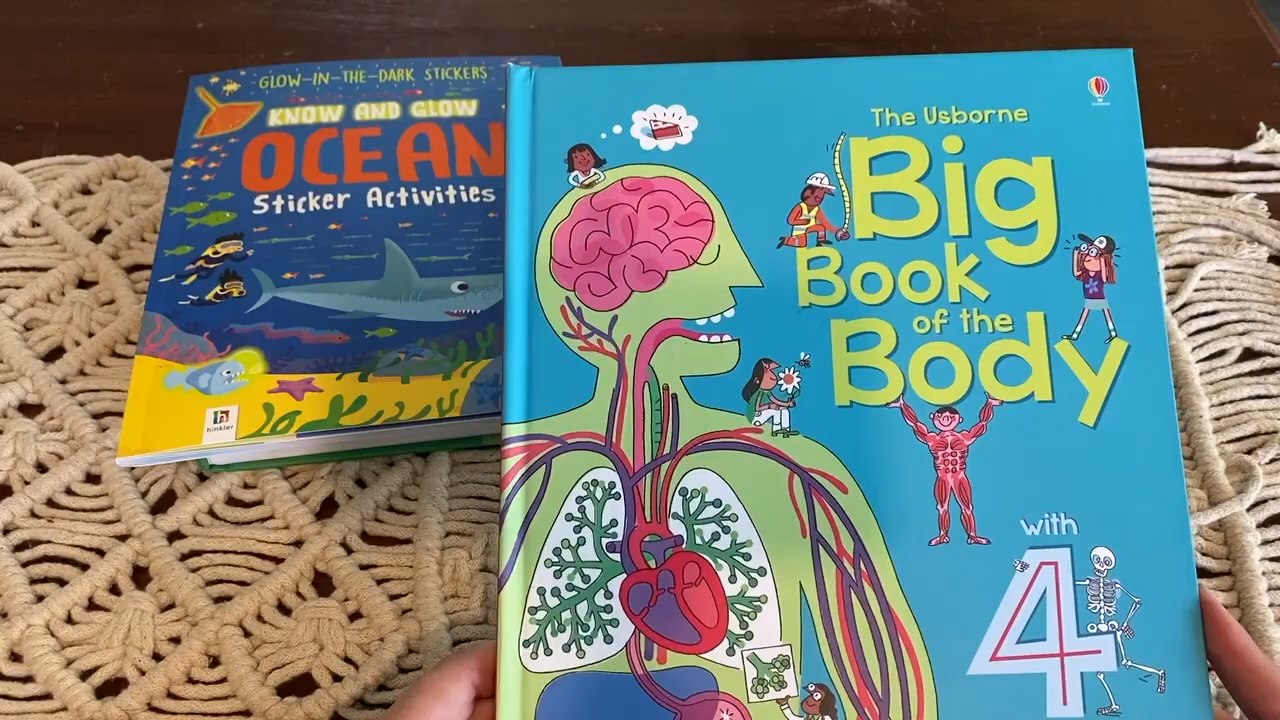 GLOW-IN-THE-DARK STICKERS
KNOW AND GLOW
OCEAN
Sticker Activities
h
hinkler
The Usborne
Big
Book
of the
Body
with
4